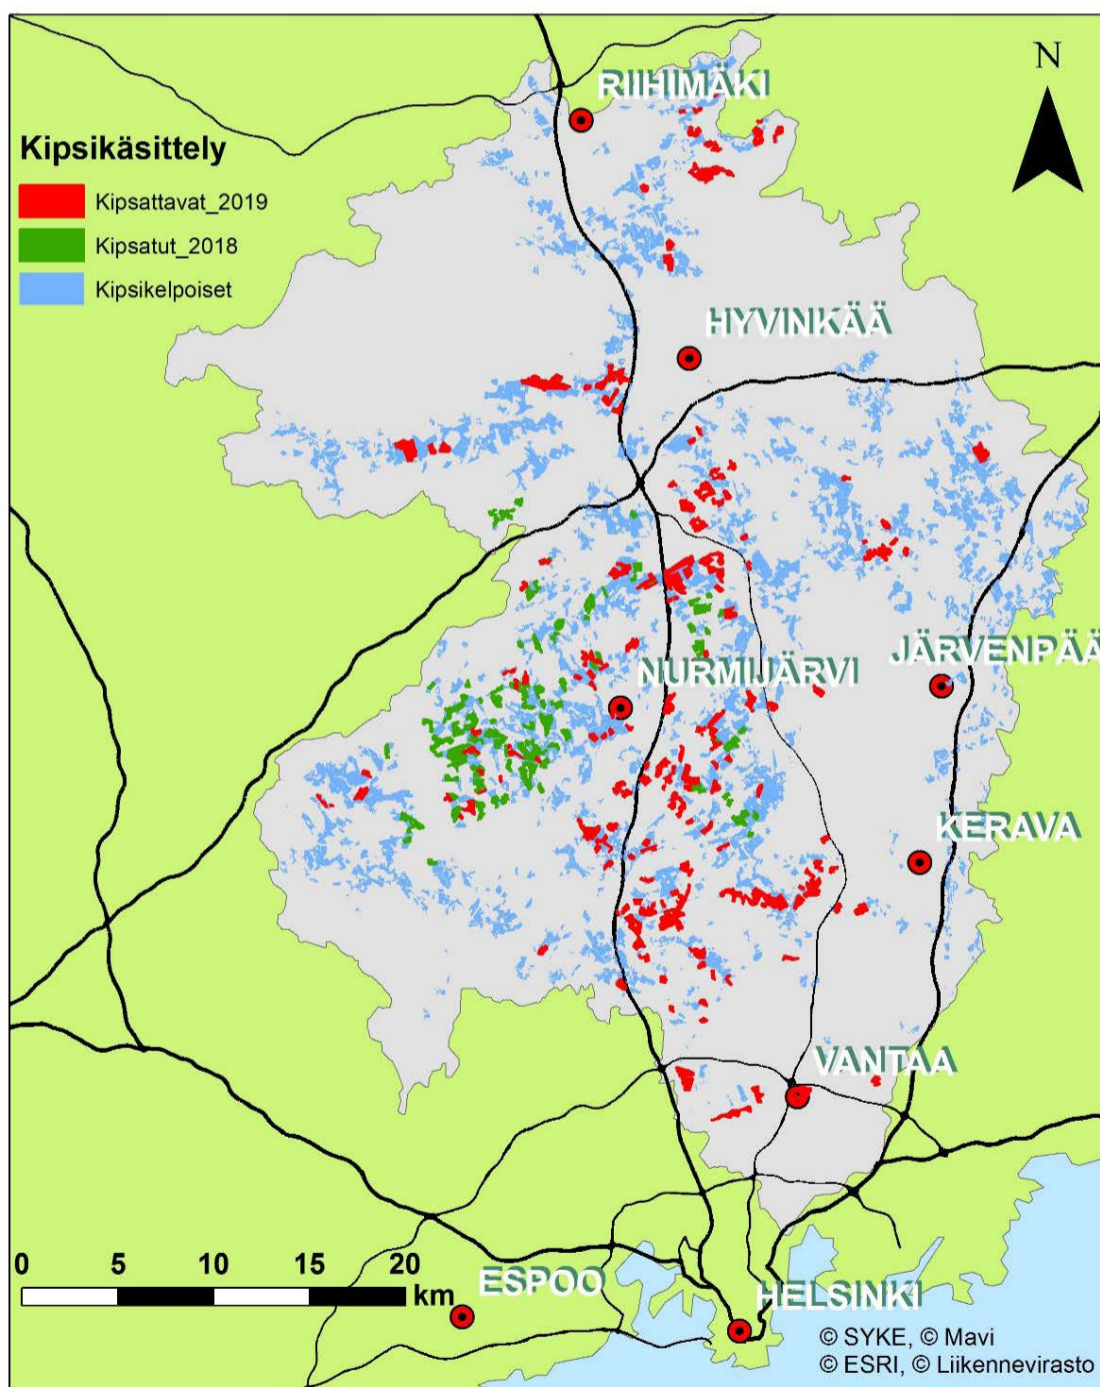 N
RIIHIMÄKI
Kipsikäsittely
Kipsattavat_2019
Kipsatut_2018
Kipsikelpoiset
HYVINKÄÄ
JÄRVENPÄÄ
NURMIJÄRVI
KERAVA
VANTAA
0 5 10 15 20
km
ESPOO
HELSINKI
© SYKE, © Mavi
© ESRI, © Liikennevirasto